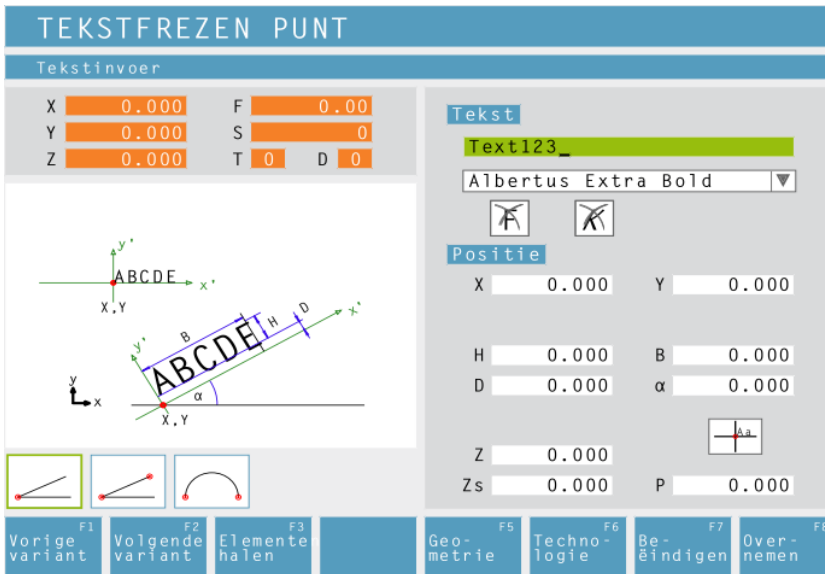 TEKSTFREZEN PUNT
Tekstinvoer
X 0.000 F 0.00
Y 0.000 S 0
Z 0.000 T 0 D 0
Tekst
Text123_
Albertus Extra Bold
F K
Positie
X 0.000 Y 0.000
H 0.000 B 0.000
D 0.000 α 0.000
Aa
Z 0.000
Zs 0.000 P 0.000
y'
ABCDE x'
X,Y
y' B H D x'
ABCDE
α
X,Y
y
x
F1 F2 F3 F5 F6 F7 F8
Vorige Volgende Elementen Geo- Techno- Be- Over-
variant variant halen metrie logie ëindigen nemen